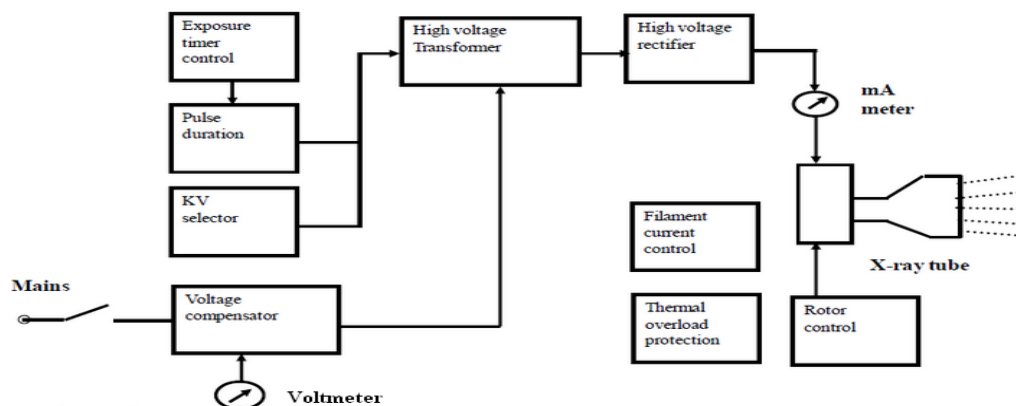 Exposure
timer
control
High voltage
Transformer
High voltage
rectifier
mA
meter
Pulse
duration
KV
selector
Filament
current
control
X-ray tube
Mains
Voltage
compensator
Thermal
overload
protection
Rotor
control
Voltmeter